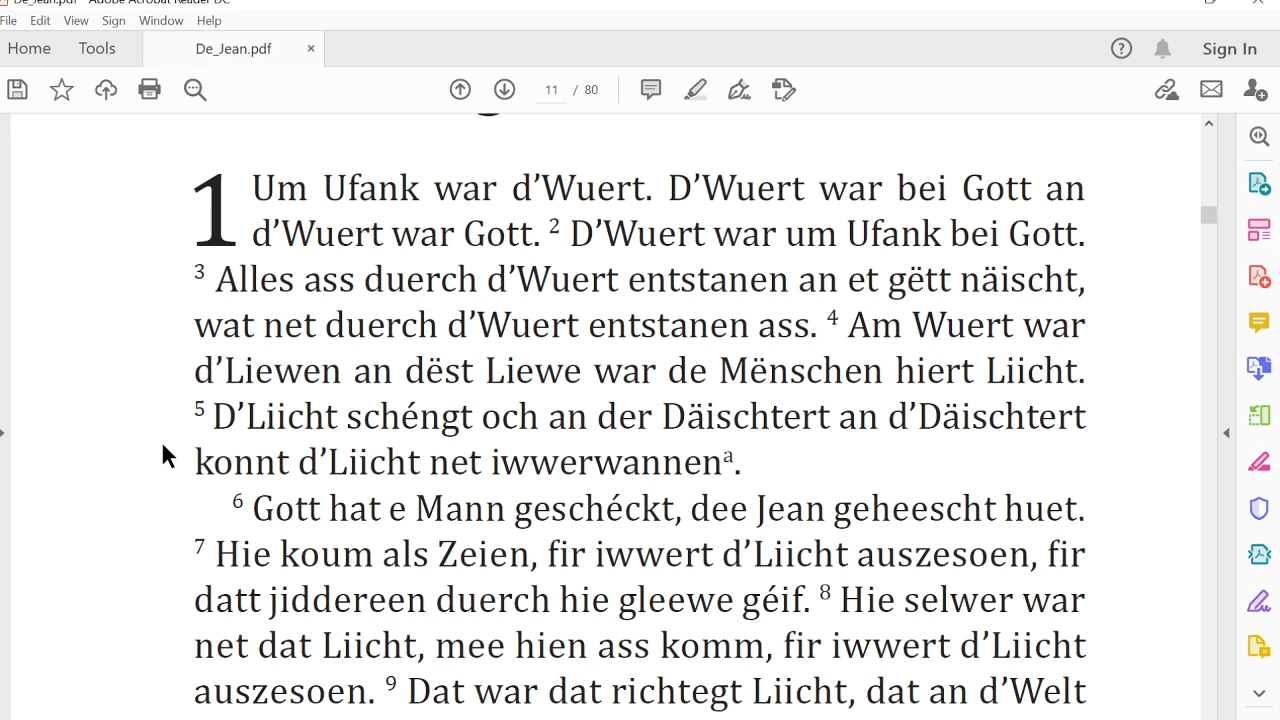 De_Jean.pdf - Adobe Acrobat Reader DC
File Edit View Sign Window Help
Home Tools De_Jean.pdf × Sign In
11 / 80
1 Um Ufank war d’Wuert. D’Wuert war bei Gott an
d’Wuert war Gott. ² D’Wuert war um Ufank bei Gott.
³ Alles ass duerch d’Wuert entstanen an et gëtt näischt,
wat net duerch d’Wuert entstanen ass. ⁴ Am Wuert war
d’Liewen an dëst Liewe war de Mënschen hiert Liicht.
⁵ D’Liicht schéngt och an der Däischtert an d’Däischtert
konnt d’Liicht net iwwerwannenᵃ.
⁶ Gott hat e Mann geschéckt, dee Jean geheescht huet.
⁷ Hie koum als Zeien, fir iwwert d’Liicht auszesoen, fir
datt jiddereen duerch hie gleewe géif. ⁸ Hie selwer war
net dat Liicht, mee hien ass komm, fir iwwert d’Liicht
auszesoen. ⁹ Dat war dat richtegt Liicht, dat an d’Welt